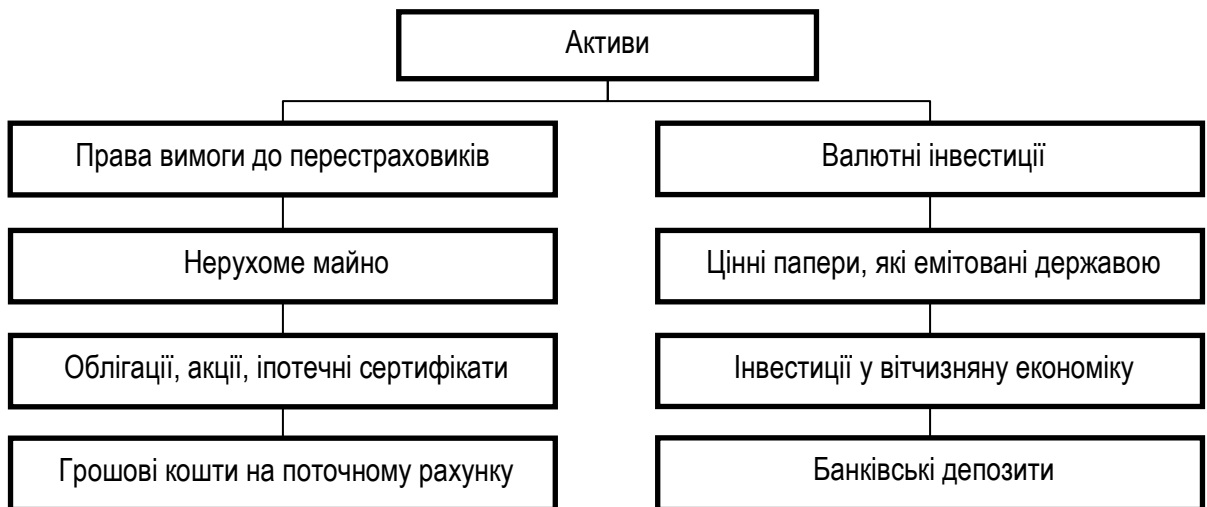 Активи
Права вимоги до перестраховиків
Валютні інвестиції
Нерухоме майно
Цінні папери, які емітовані державою
Облігації, акції, іпотечні сертифікати
Інвестиції у вітчизняну економіку
Грошові кошти на поточному рахунку
Банківські депозити